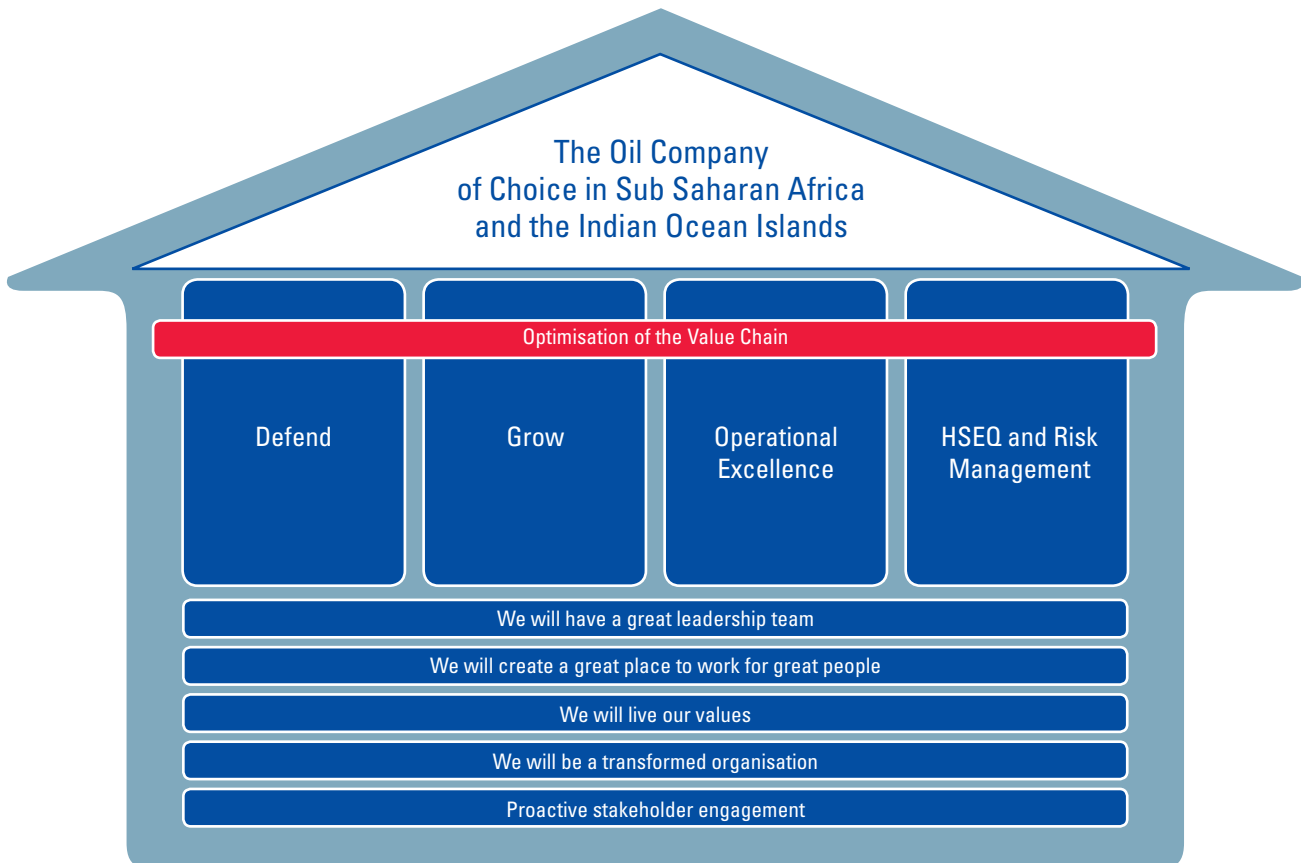 The Oil Company
of Choice in Sub Saharan Africa
and the Indian Ocean Islands
Optimisation of the Value Chain
Defend
Grow
Operational
Excellence
HSEQ and Risk
Management
We will have a great leadership team
We will create a great place to work for great people
We will live our values
We will be a transformed organisation
Proactive stakeholder engagement